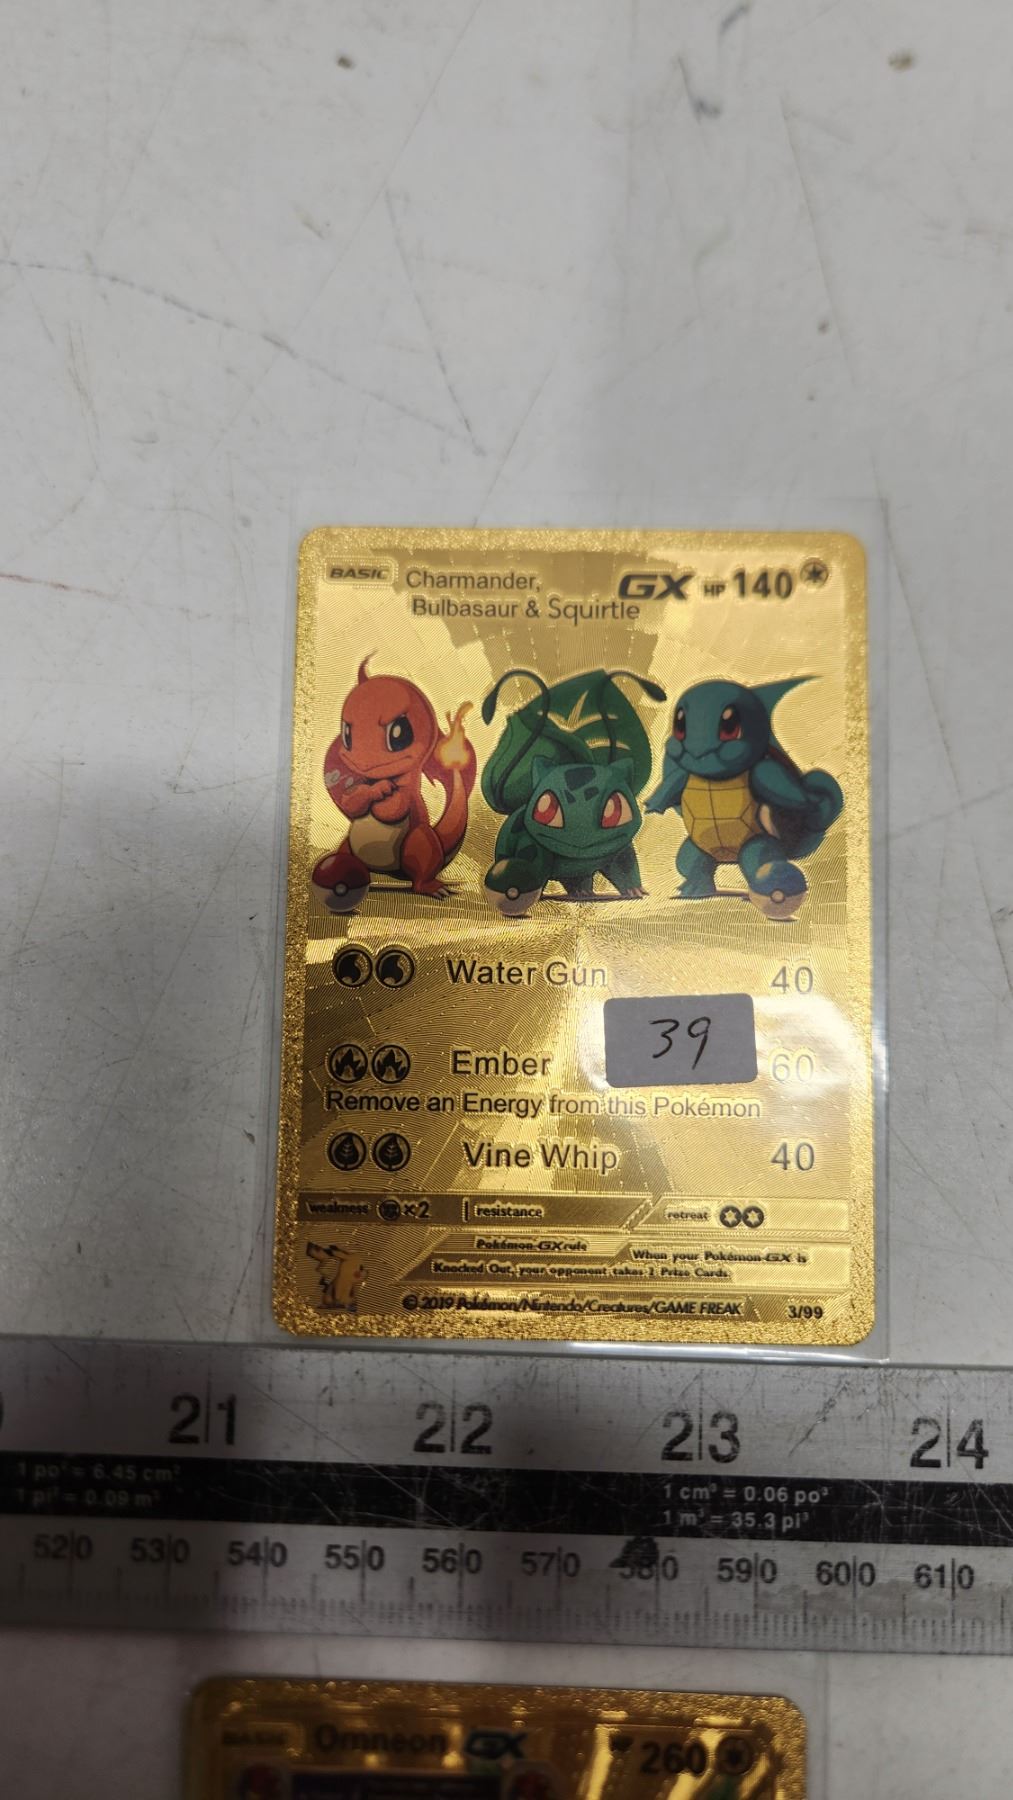 BASIC Charmander, GX HP 140
Bulbasaur & Squirtle
Water Gun 40
39
Ember 60
Remove an Energy from this Pokémon
Vine Whip 40
weakness ×2 resistance retreat
Pokémon-GX rule When your Pokémon-GX is
Knocked Out, your opponent takes 2 Prize Cards.
© 2019 Pokémon/Nintendo/Creatures/GAME FREAK 3/99
21 22 23 24
1 po² = 6.45 cm² 1 cm³ = 0.06 po³
1 pi² = 0.09 m² 1 m³ = 35.3 pi³
520 530 540 550 560 570 580 590 600 610
BASIC Omneon GX HP 260